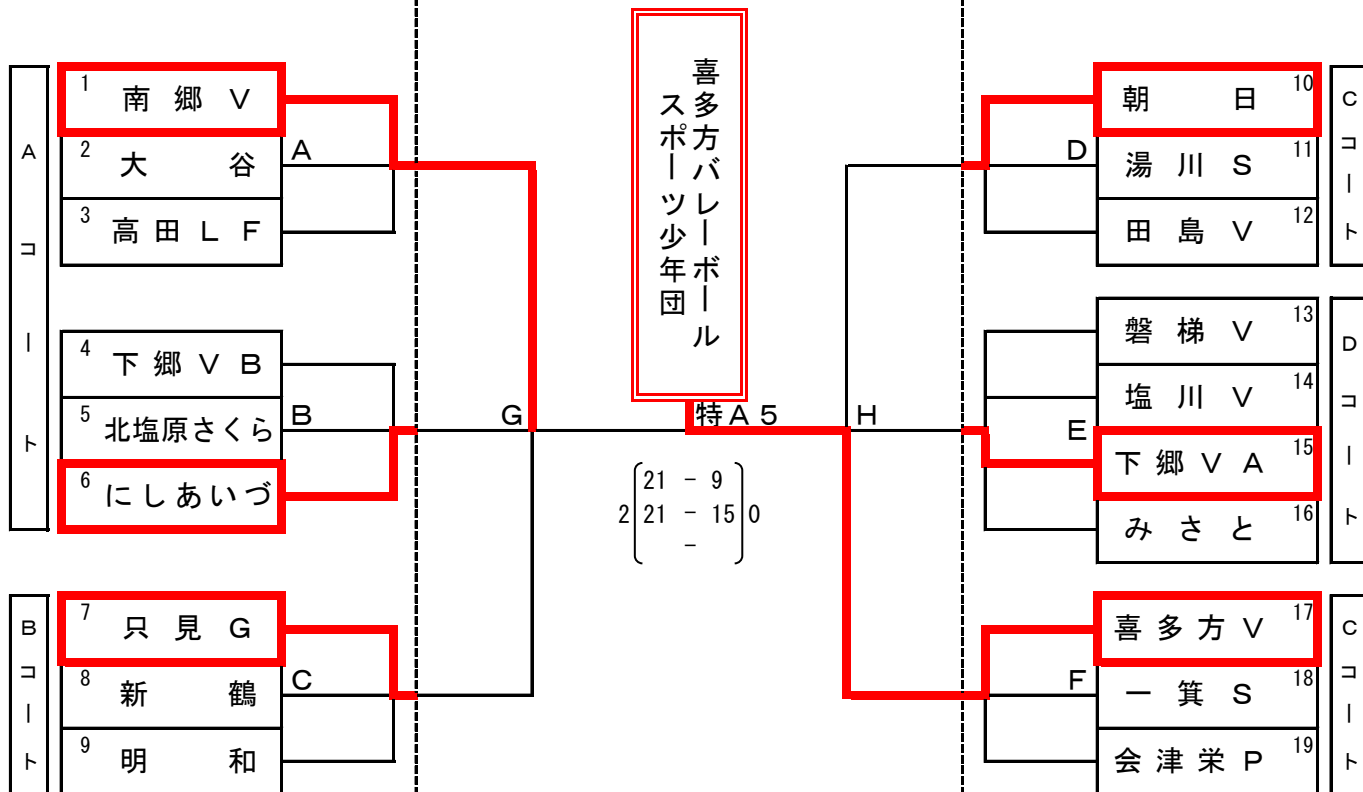 喜多方バレーボール
スポーツ少年団
Aコート
1 南郷V
2 大谷
3 高田LF
A
4 下郷VB
5 北塩原さくら
6 にしあいづ
B
Bコート
7 只見G
8 新鶴
9 明和
C
G
特A5
H
21 - 9
2 21 - 15 0
-
Cコート
朝日 10
湯川S 11
田島V 12
D
Dコート
磐梯V 13
塩川V 14
下郷VA 15
みさと 16
E
Cコート
喜多方V 17
一箕S 18
会津栄P 19
F